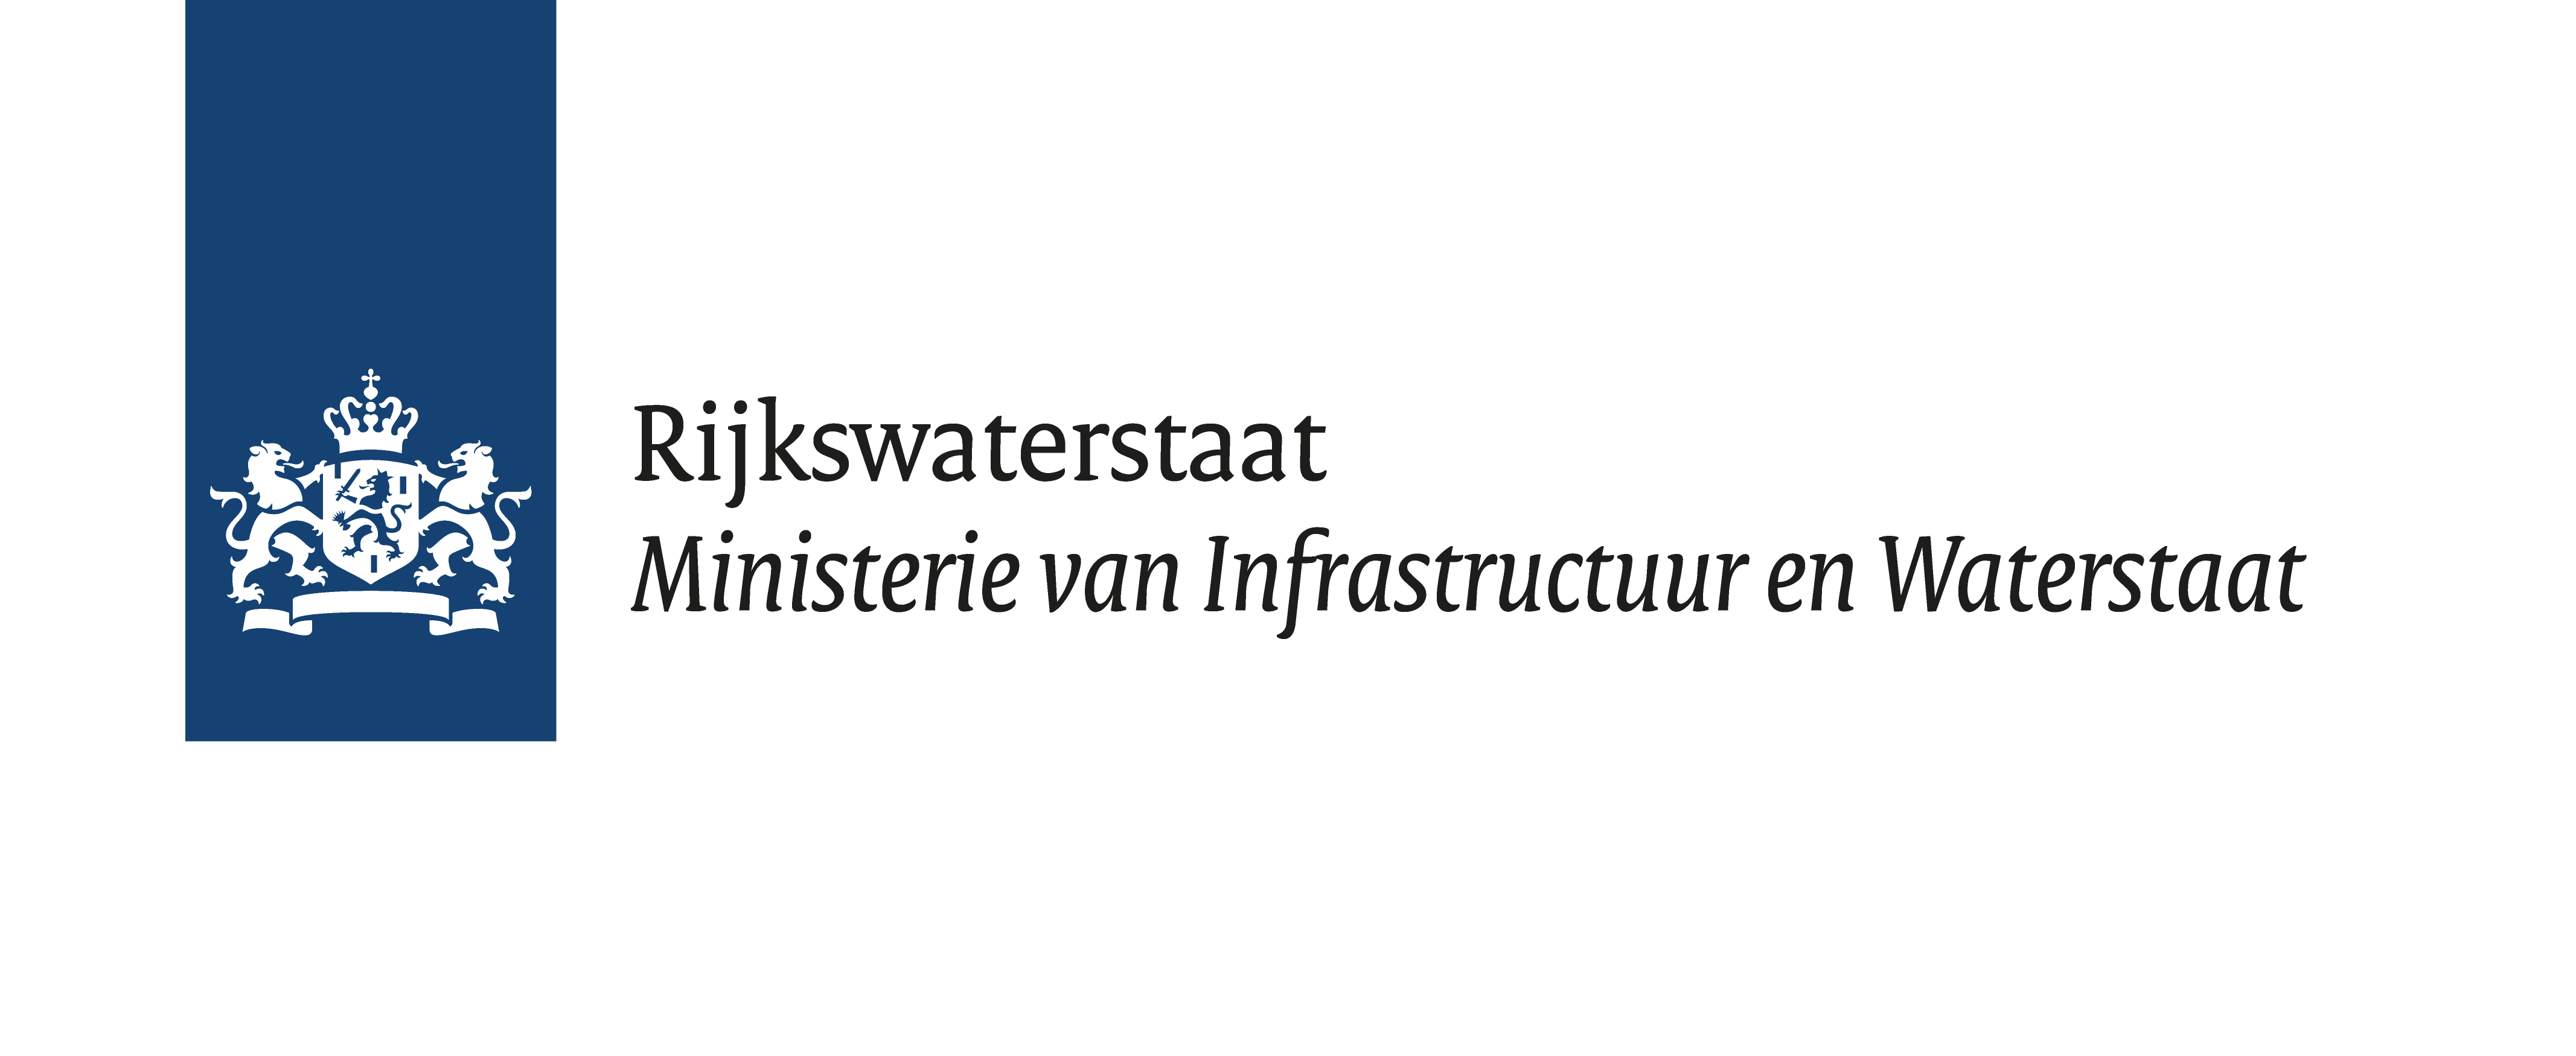 Rijkswaterstaat
Ministerie van Infrastructuur en Waterstaat